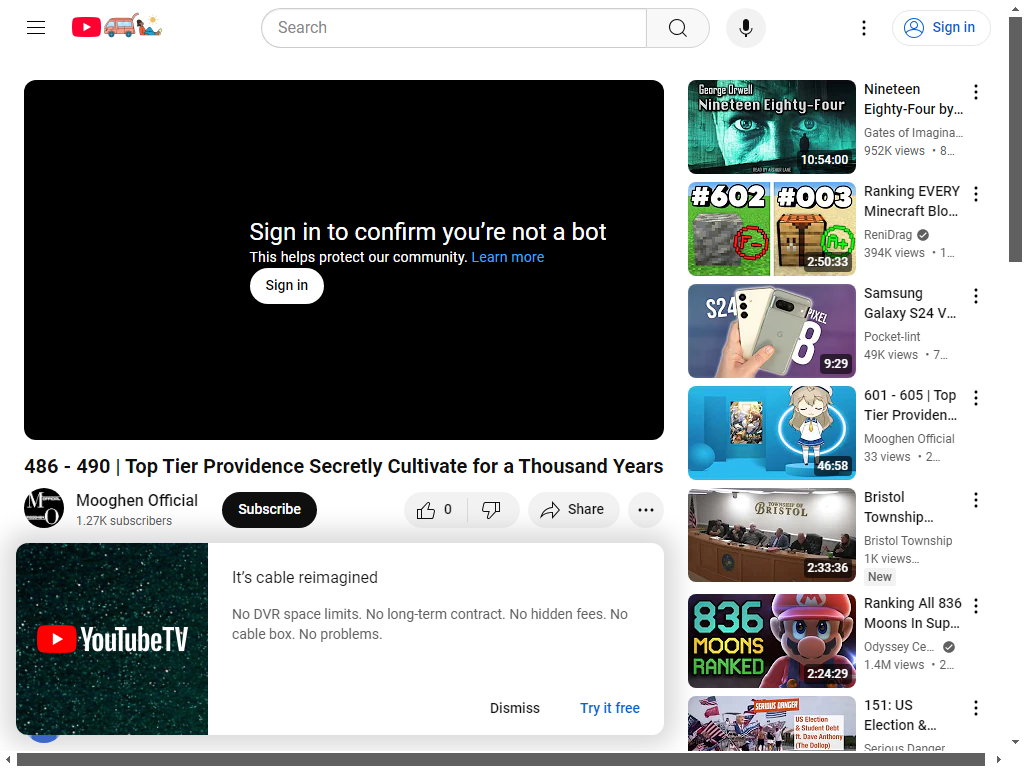 Search
Sign in
Sign in to confirm you’re not a bot
This helps protect our community. Learn more
Sign in
486 - 490 | Top Tier Providence Secretly Cultivate for a Thousand Years
Mooghen Official
1.27K subscribers
Subscribe
0
Share
YouTubeTV
It’s cable reimagined
No DVR space limits. No long-term contract. No hidden fees. No
cable box. No problems.
Dismiss
Try it free
George Orwell
Nineteen Eighty-Four
READ BY ARTHUR LANE
10:54:00
Nineteen
Eighty-Four by...
Gates of Imagina...
952K views • 8...
#602
#003
2:50:33
Ranking EVERY
Minecraft Blo...
ReniDrag
394K views • 1...
S24
PIXEL
8
9:29
Samsung
Galaxy S24 V...
Pocket-lint
49K views • 7...
46:58
601 - 605 | Top
Tier Providen...
Mooghen Official
33 views • 2...
TOWNSHIP OF
BRISTOL
2:33:36
Bristol
Township...
Bristol Township
1K views...
New
836
MOONS
RANKED
2:24:29
Ranking All 836
Moons In Sup...
Odyssey Ce...
1.4M views • 2...
SERIOUS DANGER
US Election
& Student Debt
ft. Dave Anthony
(The Dollop)
151: US
Election &...
Serious Danger